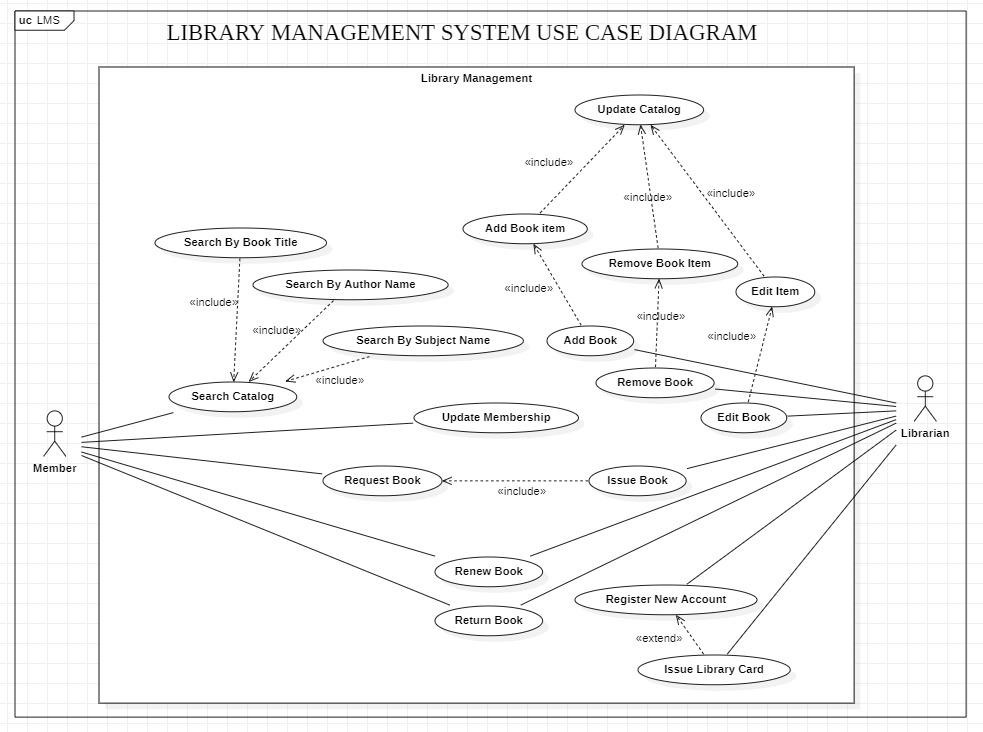 uc LMS
LIBRARY MANAGEMENT SYSTEM USE CASE DIAGRAM
Library Management
Update Catalog
«include»
«include»
«include»
Add Book item
Search By Book Title
Remove Book Item
Search By Author Name
Edit Item
«include»
«include»
«include»
«include»
«include»
Search By Subject Name
Add Book
«include»
Remove Book
Search Catalog
Update Membership
Edit Book
Librarian
Member
Request Book
Issue Book
«include»
Renew Book
Register New Account
Return Book
«extend»
Issue Library Card